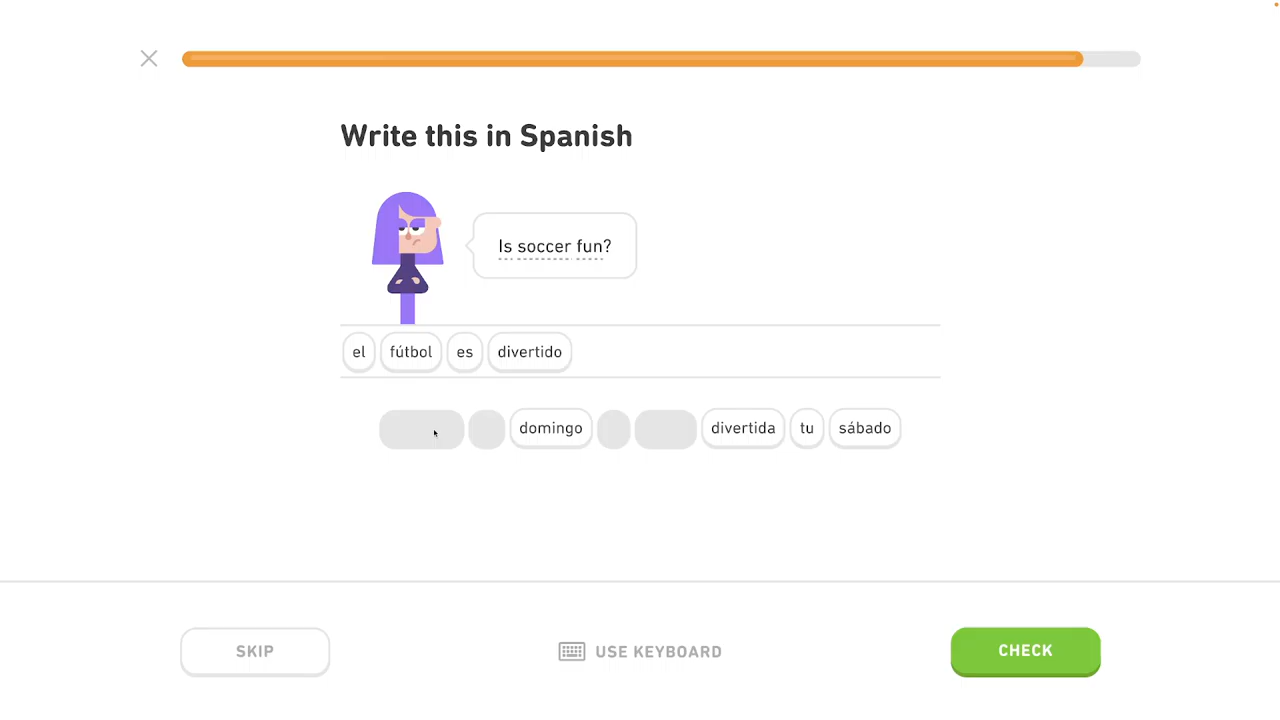 Write this in Spanish
Is soccer fun?
el fútbol es divertido
domingo divertida tu sábado
SKIP USE KEYBOARD CHECK